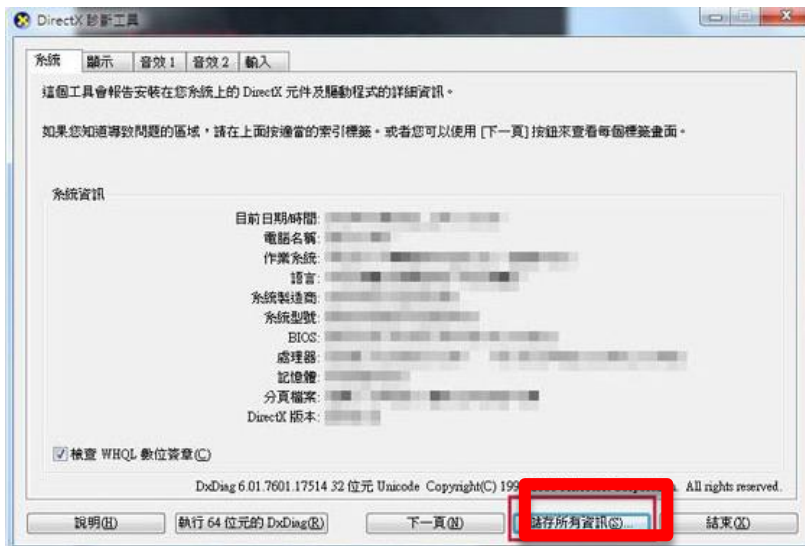 DirectX 診斷工具
系統 顯示 音效 1 音效 2 輸入
這個工具會報告安裝在您系統上的 DirectX 元件及驅動程式的詳細資訊。
如果您知道導致問題的區域，請在上面按適當的索引標籤。或者您可以使用 [下一頁] 按鈕來查看每個標籤畫面。
系統資訊
目前日期/時間:
電腦名稱:
作業系統:
語言:
系統製造商:
系統型號:
BIOS:
處理器:
記憶體:
分頁檔案:
DirectX 版本:
檢查 WHQL 數位簽章(C)
DxDiag 6.01.7601.17514 32 位元 Unicode Copyright(C) All rights reserved.
說明(H) 執行 64 位元的 DxDiag(R) 下一頁(N) 儲存所有資訊(S)... 結束(X)